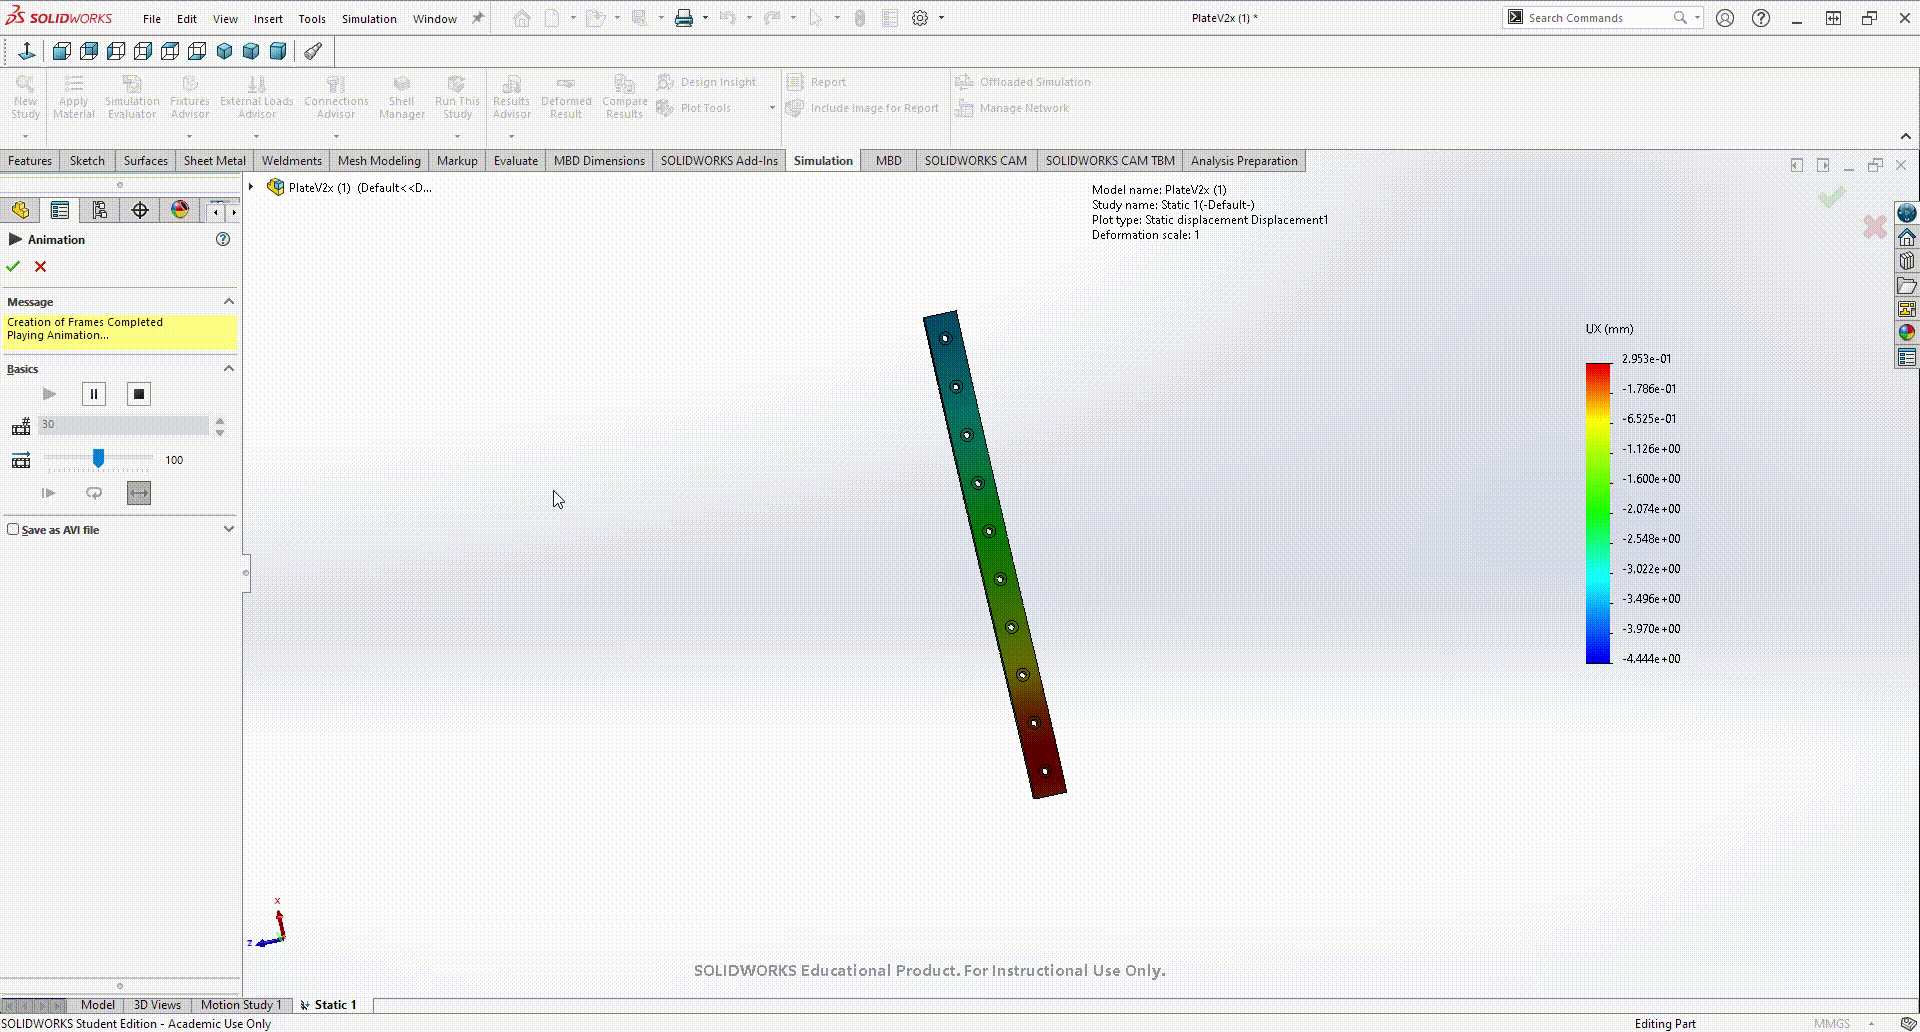 SOLIDWORKS File Edit View Insert Tools Simulation Window PlateV2x (1) * Search Commands
New Study Apply Material Simulation Evaluator Fixtures Advisor External Loads Advisor Connections Advisor Shell Manager Run This Study Results Advisor Deformed Result Compare Results Design Insight Plot Tools Report Include Image for Report Offloaded Simulation Manage Network
Features Sketch Surfaces Sheet Metal Weldments Mesh Modeling Markup Evaluate MBD Dimensions SOLIDWORKS Add-Ins Simulation MBD SOLIDWORKS CAM SOLIDWORKS CAM TBM Analysis Preparation
PlateV2x (1) (Default<<D...
Model name: PlateV2x (1)
Study name: Static 1(-Default-)
Plot type: Static displacement Displacement1
Deformation scale: 1
Animation
Message
Creation of Frames Completed
Playing Animation...
Basics
30
100
Save as AVI file
UX (mm)
2.953e-01
-1.786e-01
-6.525e-01
-1.126e+00
-1.600e+00
-2.074e+00
-2.548e+00
-3.022e+00
-3.496e+00
-3.970e+00
-4.444e+00
x
z
SOLIDWORKS Educational Product. For Instructional Use Only.
Model 3D Views Motion Study 1 Static 1
SOLIDWORKS Student Edition - Academic Use Only Editing Part MMGS